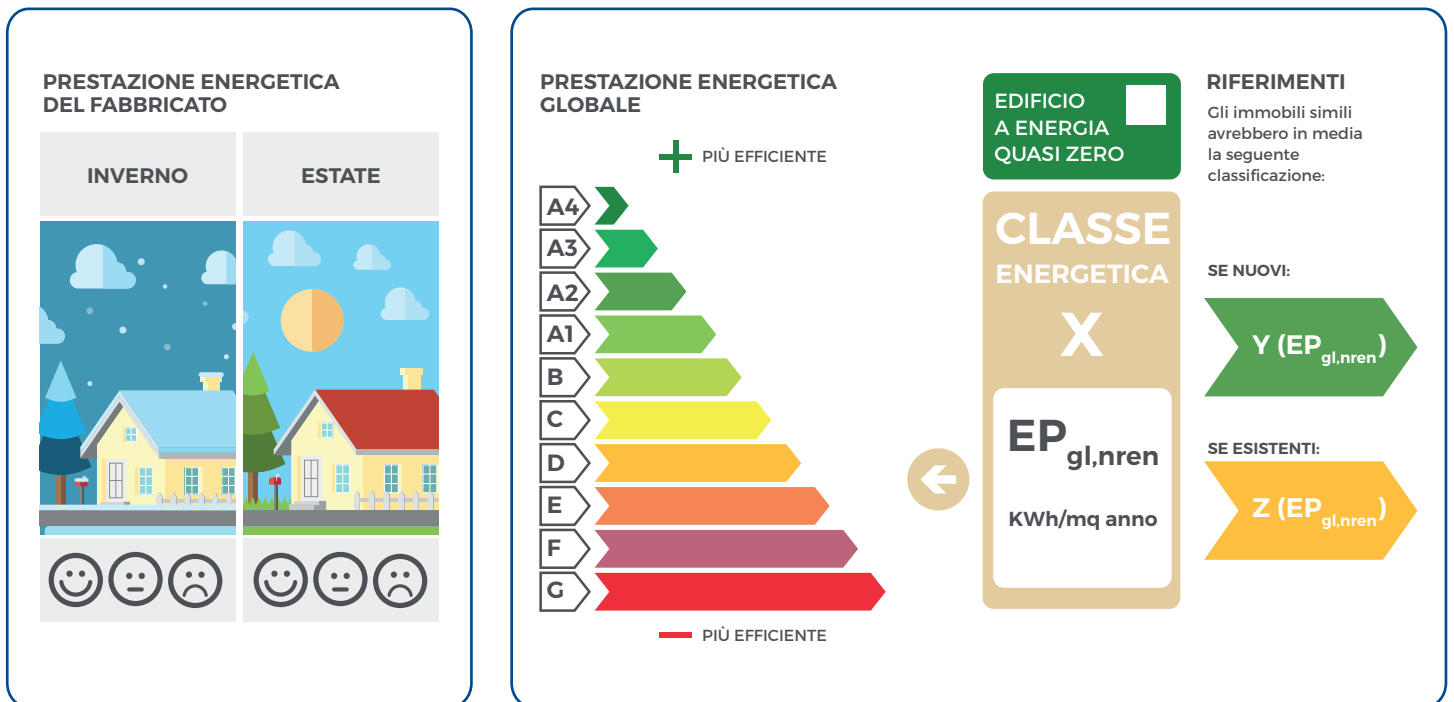 PRESTAZIONE ENERGETICA
DEL FABBRICATO
INVERNO
ESTATE
PRESTAZIONE ENERGETICA
GLOBALE
PIÙ EFFICIENTE
A4
A3
A2
A1
B
C
D
E
F
G
PIÙ EFFICIENTE
EDIFICIO
A ENERGIA
QUASI ZERO
CLASSE
ENERGETICA
X
EPgl,nren
KWh/mq anno
RIFERIMENTI
Gli immobili simili
avrebbero in media
la seguente
classificazione:
SE NUOVI:
Y (EPgl,nren)
SE ESISTENTI:
Z (EPgl,nren)